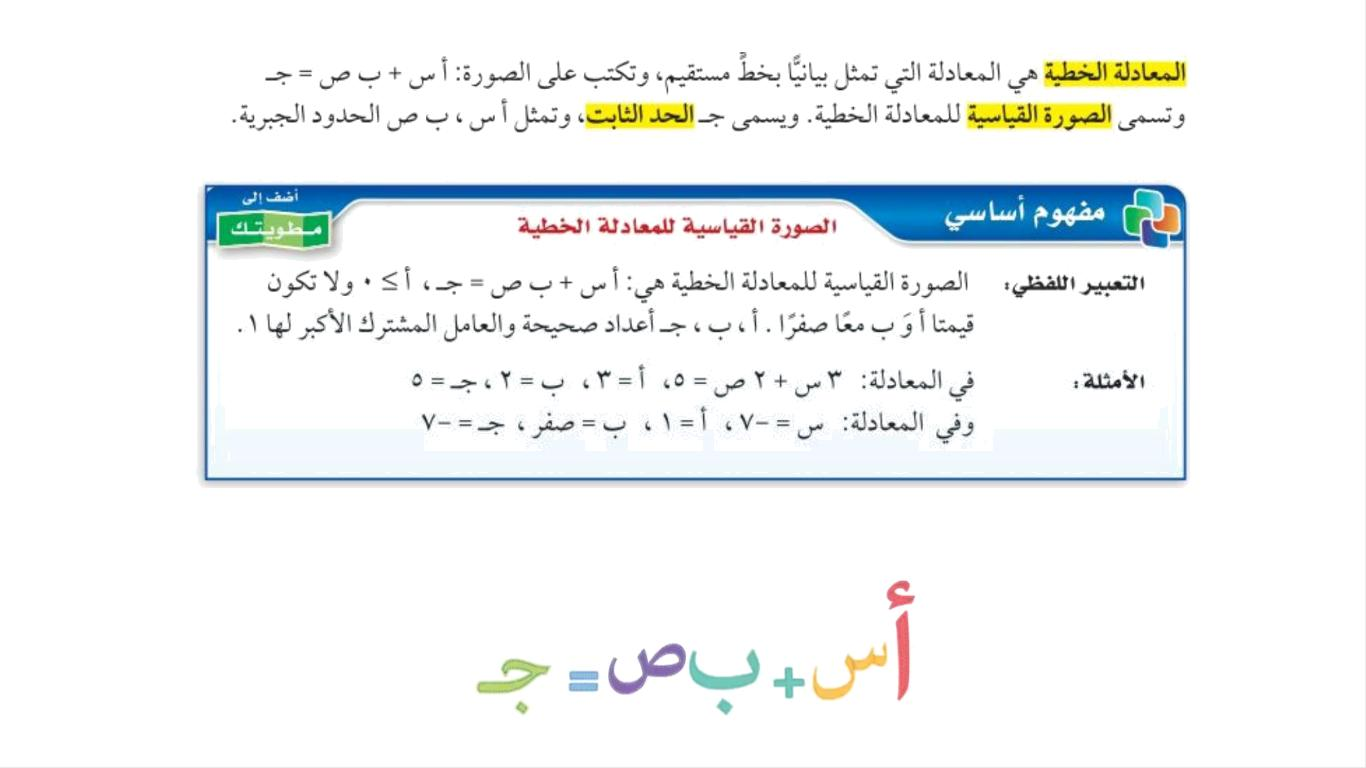 المعادلة الخطية هي المعادلة التي تمثل بيانيًّا بخطٍّ مستقيم، وتكتب على الصورة: أ س + ب ص = جـ
وتسمى الصورة القياسية للمعادلة الخطية. ويسمى جـ الحد الثابت، وتمثل أ س ، ب ص الحدود الجبرية.
مفهوم أساسي
الصورة القياسية للمعادلة الخطية
أضف إلى
مـطويتـك
التعبير اللفظي: الصورة القياسية للمعادلة الخطية هي: أ س + ب ص = جـ ، أ ≥ ٠ ولا تكون
قيمتا أ وَ ب معًا صفرًا . أ ، ب ، جـ أعداد صحيحة والعامل المشترك الأكبر لها ١ .
الأمثلة: في المعادلة: ٣ س + ٢ ص = ٥، أ = ٣ ، ب = ٢ ، جـ = ٥
وفي المعادلة: س = –٧ ، أ = ١ ، ب = صفر ، جـ = –٧
أ س + ب ص = جـ